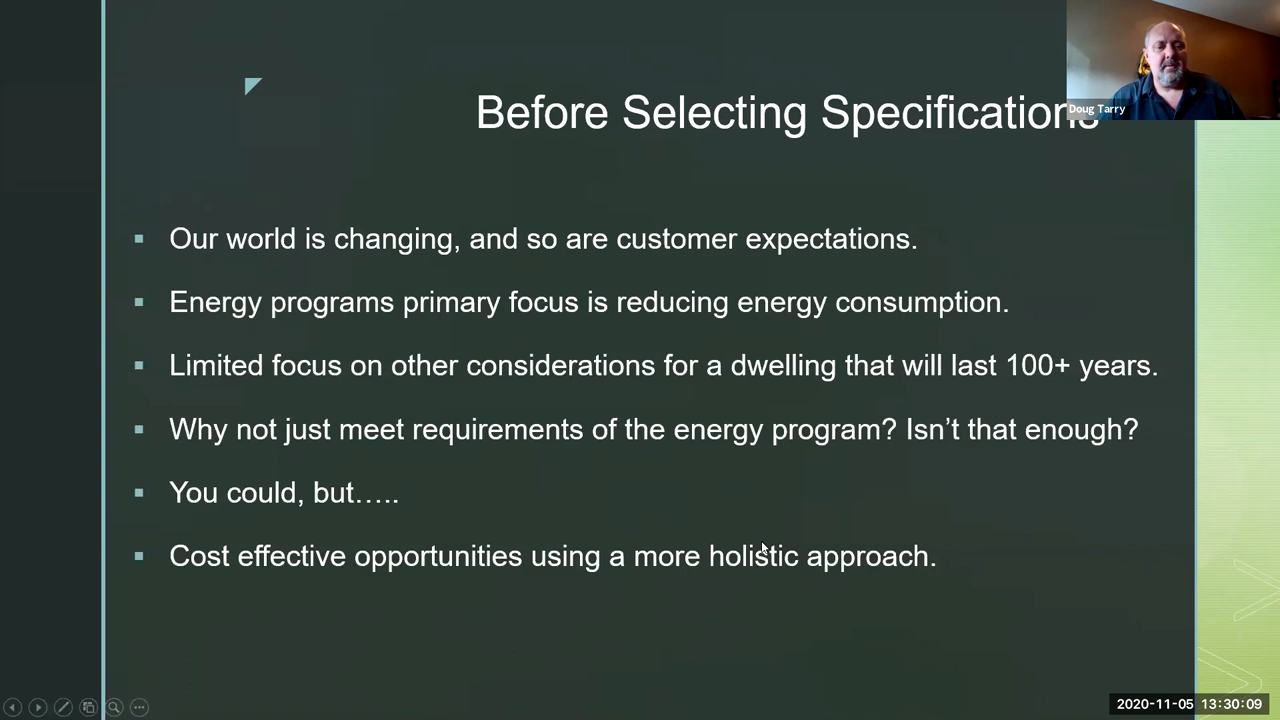 Before Selecting Specifications
Doug Tarry
Our world is changing, and so are customer expectations.
Energy programs primary focus is reducing energy consumption.
Limited focus on other considerations for a dwelling that will last 100+ years.
Why not just meet requirements of the energy program? Isn’t that enough?
You could, but.....
Cost effective opportunities using a more holistic approach.
2020-11-05 13:30:09